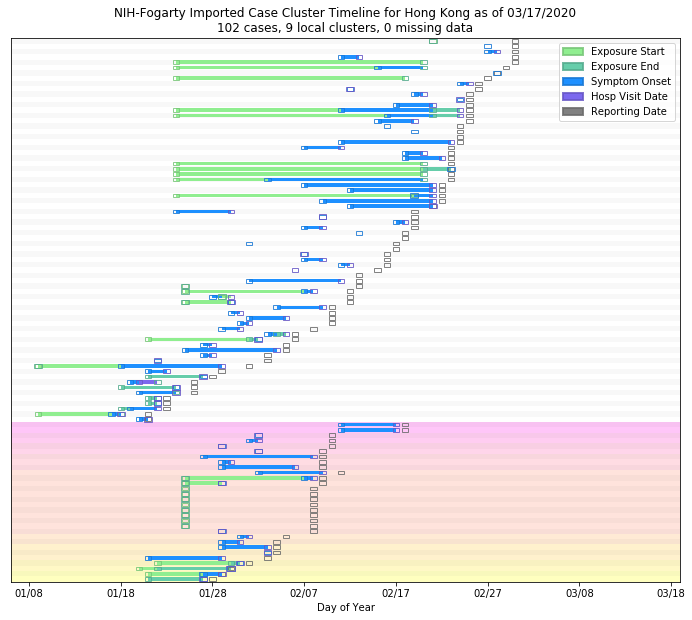 NIH-Fogarty Imported Case Cluster Timeline for Hong Kong as of 03/17/2020
102 cases, 9 local clusters, 0 missing data
Exposure Start
Exposure End
Symptom Onset
Hosp Visit Date
Reporting Date
01/08 01/18 01/28 02/07 02/17 02/27 03/08 03/18
Day of Year